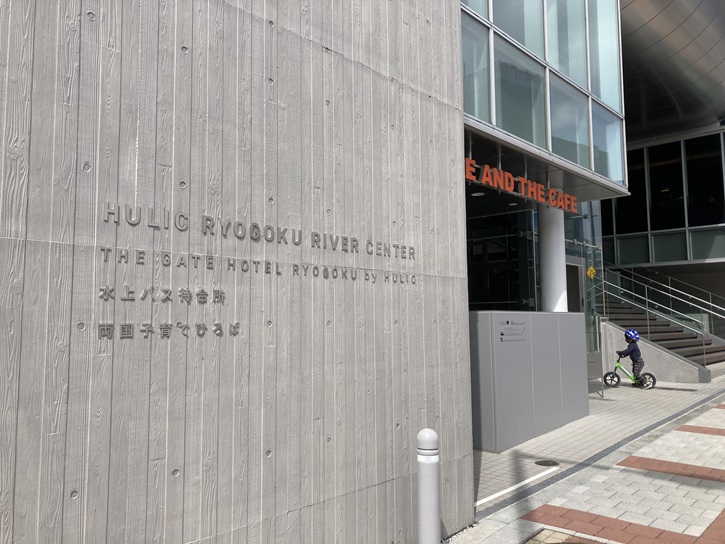 HULIC RYOGOKU RIVER CENTER
THE GATE HOTEL RYOGOKU by HULIC
水上バス待合所
両国子育てひろば
E AND THE CAFE